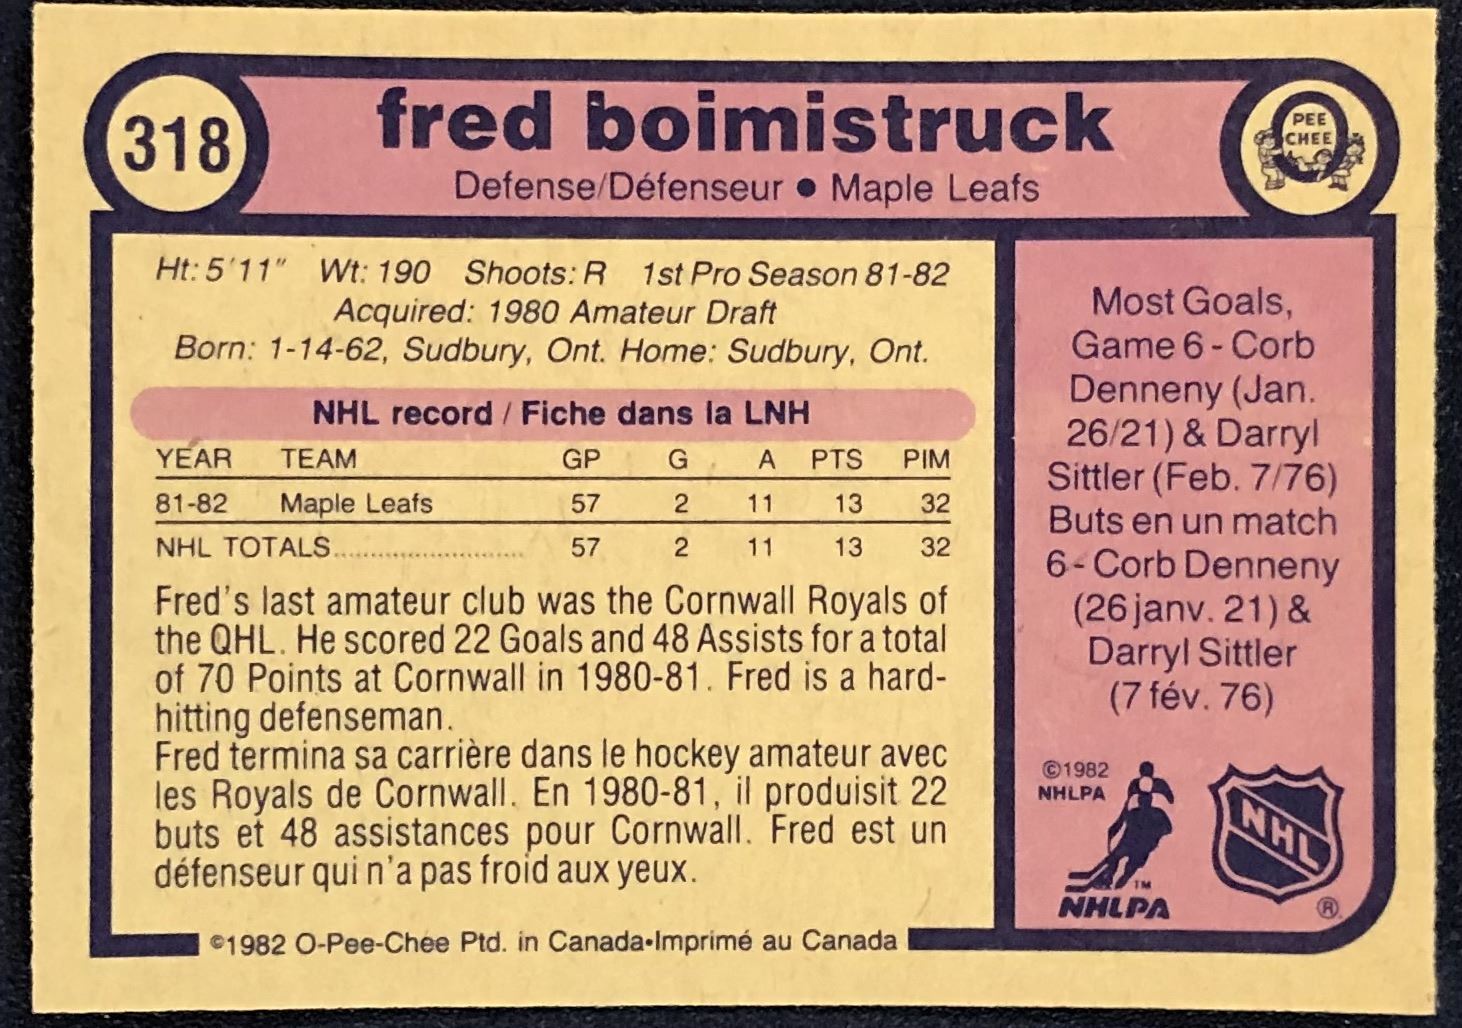 318
fred boimistruck
Defense/Défenseur • Maple Leafs
PEE
CHEE
Ht: 5'11" Wt: 190 Shoots: R 1st Pro Season 81-82
Acquired: 1980 Amateur Draft
Born: 1-14-62, Sudbury, Ont. Home: Sudbury, Ont.
NHL record / Fiche dans la LNH
YEAR TEAM GP G A PTS PIM
81-82 Maple Leafs 57 2 11 13 32
NHL TOTALS.......................... 57 2 11 13 32
Fred's last amateur club was the Cornwall Royals of
the QHL. He scored 22 Goals and 48 Assists for a total
of 70 Points at Cornwall in 1980-81. Fred is a hard-
hitting defenseman.
Fred termina sa carrière dans le hockey amateur avec
les Royals de Cornwall. En 1980-81, il produisit 22
buts et 48 assistances pour Cornwall. Fred est un
défenseur qui n'a pas froid aux yeux.
Most Goals,
Game 6 - Corb
Denneny (Jan.
26/21) & Darryl
Sittler (Feb. 7/76)
Buts en un match
6 - Corb Denneny
(26 janv. 21) &
Darryl Sittler
(7 fév. 76)
©1982
NHLPA
TM
NHLPA
NHL
®
©1982 O-Pee-Chee Ptd. in Canada•Imprimé au Canada